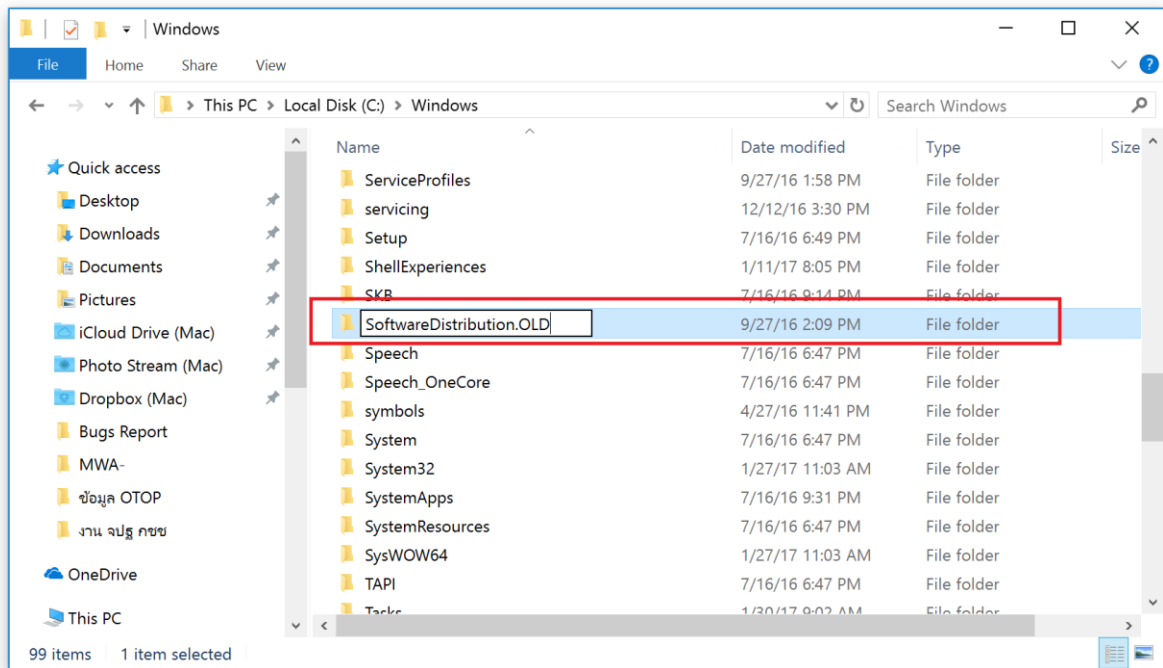 Windows
File Home Share View
This PC > Local Disk (C:) > Windows
Search Windows
Name Date modified Type Size
Quick access
Desktop
Downloads
Documents
Pictures
iCloud Drive (Mac)
Photo Stream (Mac)
Dropbox (Mac)
Bugs Report
MWA-
ข้อมูล OTOP
งาน จปฐ คชช
OneDrive
This PC
ServiceProfiles 9/27/16 1:58 PM File folder
servicing 12/12/16 3:30 PM File folder
Setup 7/16/16 6:49 PM File folder
ShellExperiences 1/11/17 8:05 PM File folder
SKB 7/16/16 9:14 PM File folder
SoftwareDistribution.OLD 9/27/16 2:09 PM File folder
Speech 7/16/16 6:47 PM File folder
Speech_OneCore 7/16/16 6:47 PM File folder
symbols 4/27/16 11:41 PM File folder
System 7/16/16 6:47 PM File folder
System32 1/27/17 11:03 AM File folder
SystemApps 7/16/16 9:31 PM File folder
SystemResources 7/16/16 6:47 PM File folder
SysWOW64 1/27/17 11:03 AM File folder
TAPI 7/16/16 6:47 PM File folder
Tasks 1/30/17 9:02 AM File folder
99 items 1 item selected